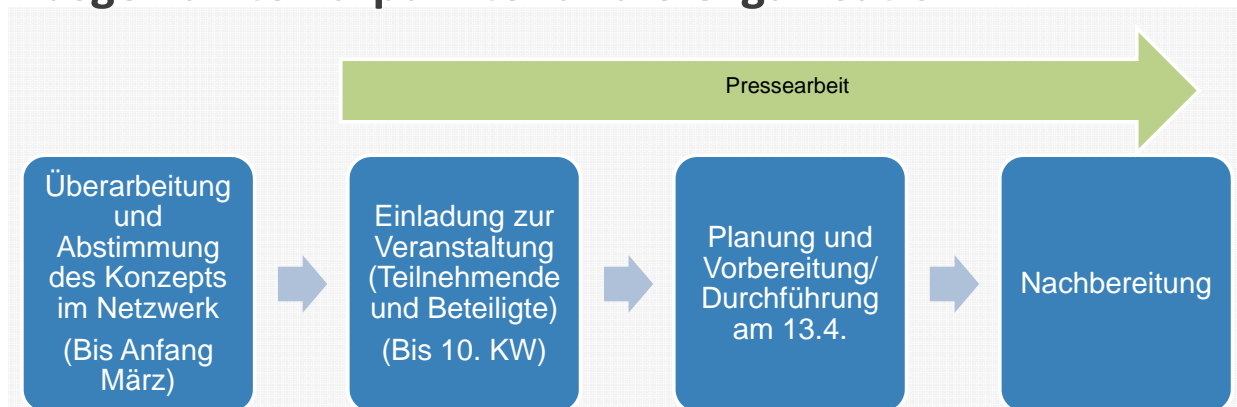 Pressearbeit
Überarbeitung
und
Abstimmung
des Konzepts
im Netzwerk
(Bis Anfang
März)
Einladung zur
Veranstaltung
(Teilnehmende
und Beteiligte)
(Bis 10. KW)
Planung und
Vorbereitung/
Durchführung
am 13.4.
Nachbereitung